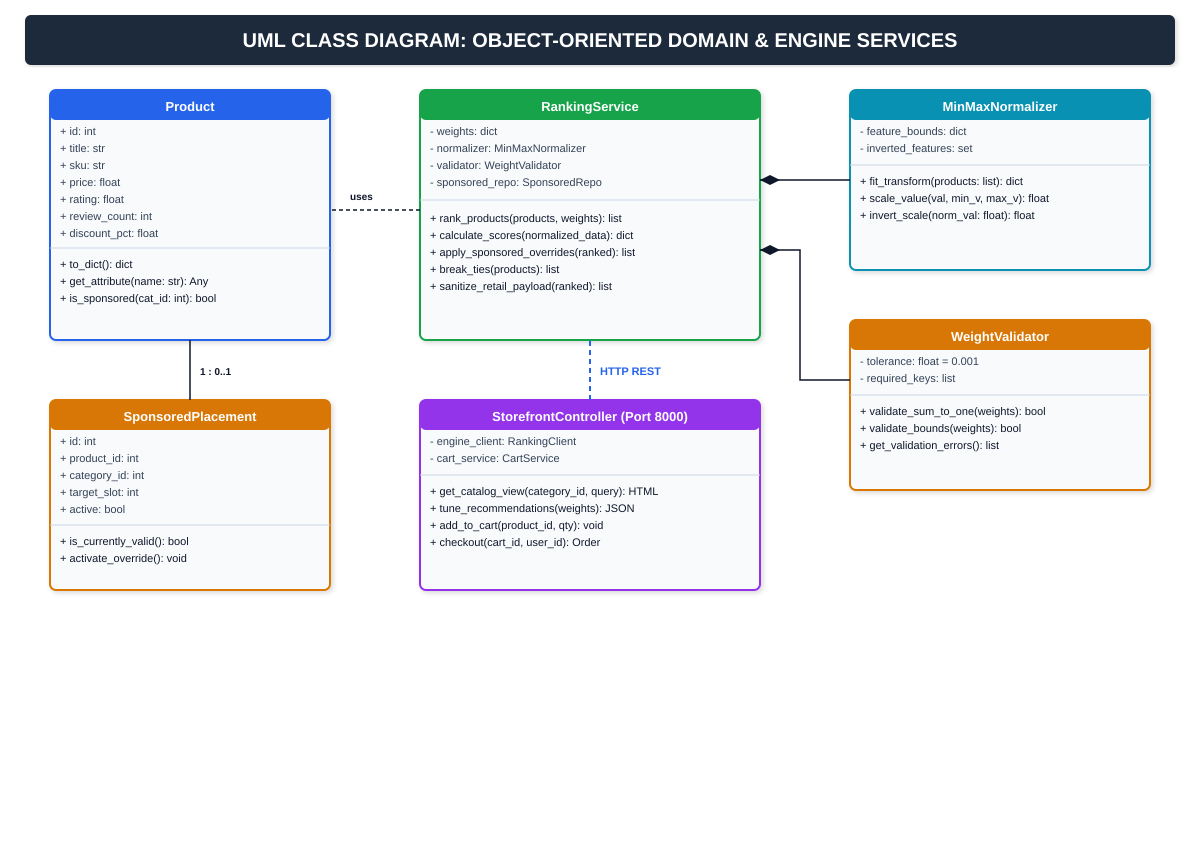 UML CLASS DIAGRAM: OBJECT-ORIENTED DOMAIN & ENGINE SERVICES
Product
+ id: int
+ title: str
+ sku: str
+ price: float
+ rating: float
+ review_count: int
+ discount_pct: float
+ to_dict(): dict
+ get_attribute(name: str): Any
+ is_sponsored(cat_id: int): bool
uses
RankingService
- weights: dict
- normalizer: MinMaxNormalizer
- validator: WeightValidator
- sponsored_repo: SponsoredRepo
+ rank_products(products, weights): list
+ calculate_scores(normalized_data): dict
+ apply_sponsored_overrides(ranked): list
+ break_ties(products): list
+ sanitize_retail_payload(ranked): list
MinMaxNormalizer
- feature_bounds: dict
- inverted_features: set
+ fit_transform(products: list): dict
+ scale_value(val, min_v, max_v): float
+ invert_scale(norm_val: float): float
WeightValidator
- tolerance: float = 0.001
- required_keys: list
+ validate_sum_to_one(weights): bool
+ validate_bounds(weights): bool
+ get_validation_errors(): list
1 : 0..1
HTTP REST
SponsoredPlacement
+ id: int
+ product_id: int
+ category_id: int
+ target_slot: int
+ active: bool
+ is_currently_valid(): bool
+ activate_override(): void
StorefrontController (Port 8000)
- engine_client: RankingClient
- cart_service: CartService
+ get_catalog_view(category_id, query): HTML
+ tune_recommendations(weights): JSON
+ add_to_cart(product_id, qty): void
+ checkout(cart_id, user_id): Order